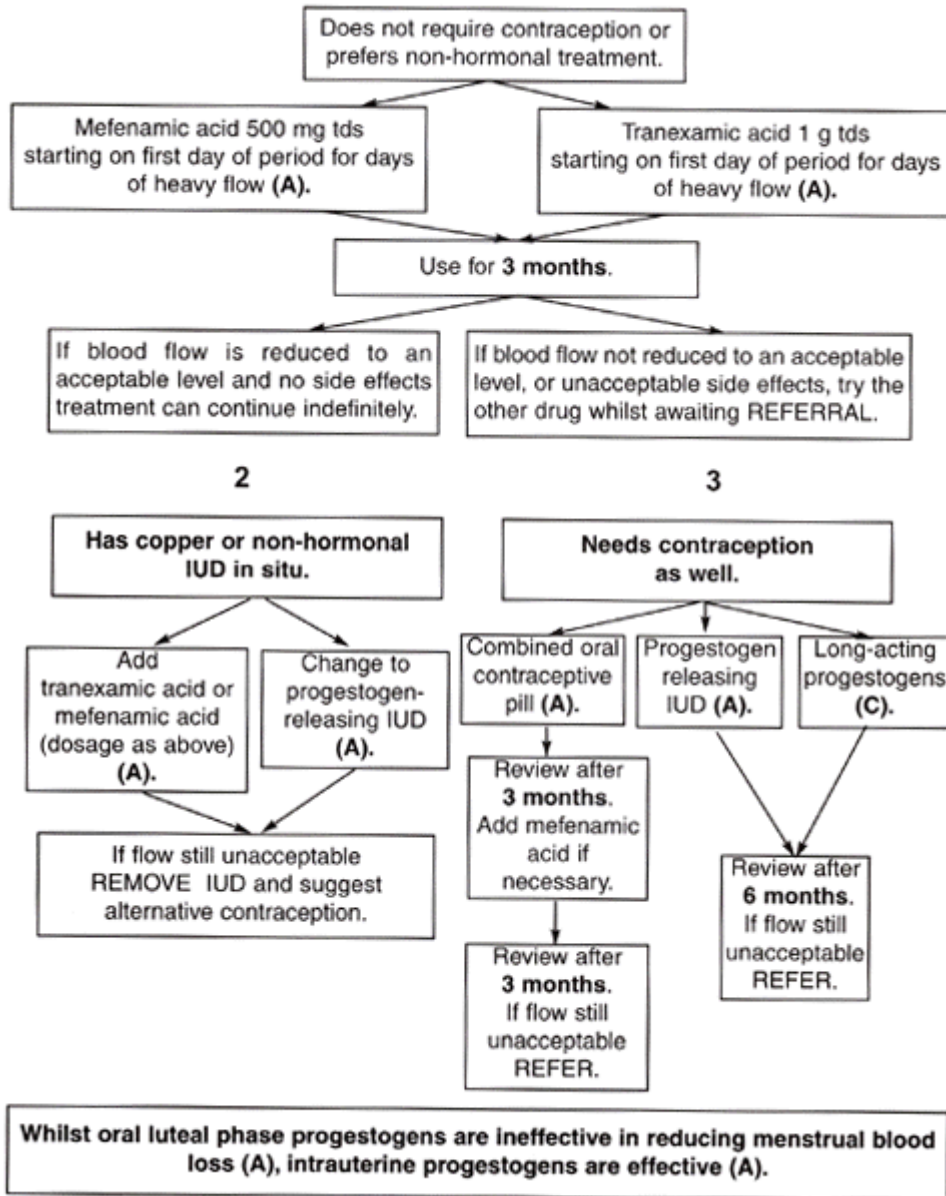 Does not require contraception or
prefers non-hormonal treatment.
Mefenamic acid 500 mg tds
starting on first day of period for days
of heavy flow (A).
Tranexamic acid 1 g tds
starting on first day of period for days
of heavy flow (A).
Use for 3 months.
If blood flow is reduced to an
acceptable level and no side effects
treatment can continue indefinitely.
If blood flow not reduced to an acceptable
level, or unacceptable side effects, try the
other drug whilst awaiting REFERRAL.
2
Has copper or non-hormonal
IUD in situ.
Add
tranexamic acid or
mefenamic acid
(dosage as above)
(A).
Change to
progestogen-
releasing IUD
(A).
If flow still unacceptable
REMOVE IUD and suggest
alternative contraception.
3
Needs contraception
as well.
Combined oral
contraceptive
pill (A).
Progestogen
releasing
IUD (A).
Long-acting
progestogens
(C).
Review after
3 months.
Add mefenamic
acid if
necessary.
Review after
3 months.
If flow still
unacceptable
REFER.
Review after
6 months.
If flow still
unacceptable
REFER.
Whilst oral luteal phase progestogens are ineffective in reducing menstrual blood
loss (A), intrauterine progestogens are effective (A).